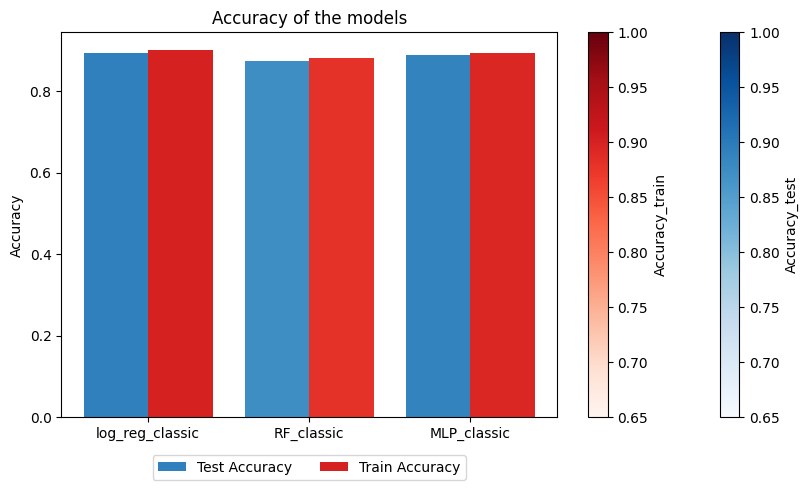 Accuracy of the models
Accuracy
0.8
0.6
0.4
0.2
0.0
log_reg_classic
RF_classic
MLP_classic
Test Accuracy
Train Accuracy
1.00
0.95
0.90
0.85
0.80
0.75
0.70
0.65
Accuracy_train
1.00
0.95
0.90
0.85
0.80
0.75
0.70
0.65
Accuracy_test